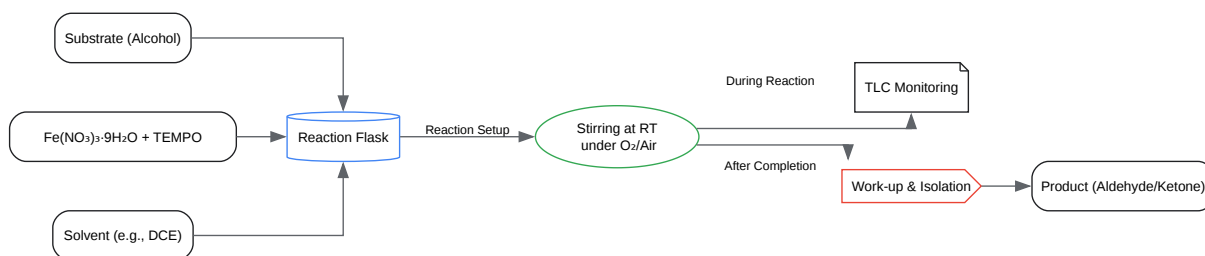 Substrate (Alcohol)
Fe(NO₃)₃·9H₂O + TEMPO
Solvent (e.g., DCE)
Reaction Flask
Reaction Setup
Stirring at RT
under O₂/Air
During Reaction
TLC Monitoring
After Completion
Work-up & Isolation
Product (Aldehyde/Ketone)